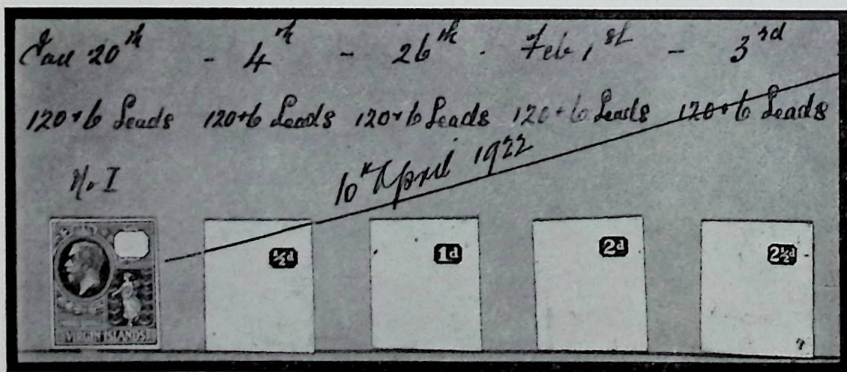 Jan 20th - 4th - 26th - Feb 1st - 3rd
120+6 Leads 120+6 Leads 120+6 Leads 120+6 Leads 120+6 Leads
No I
10th April 1922
½d 1d 2d 2½d
VIRGIN ISLANDS